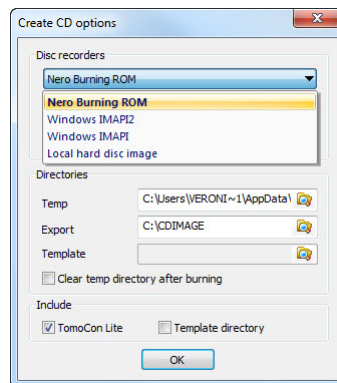 Create CD options
Disc recorders
Nero Burning ROM
Nero Burning ROM
Windows IMAPI2
Windows IMAPI
Local hard disc image
Directories
Temp C:\Users\VERONI~1\AppData\
Export C:\CDIMAGE
Template
Clear temp directory after burning
Include
TomoCon Lite Template directory
OK